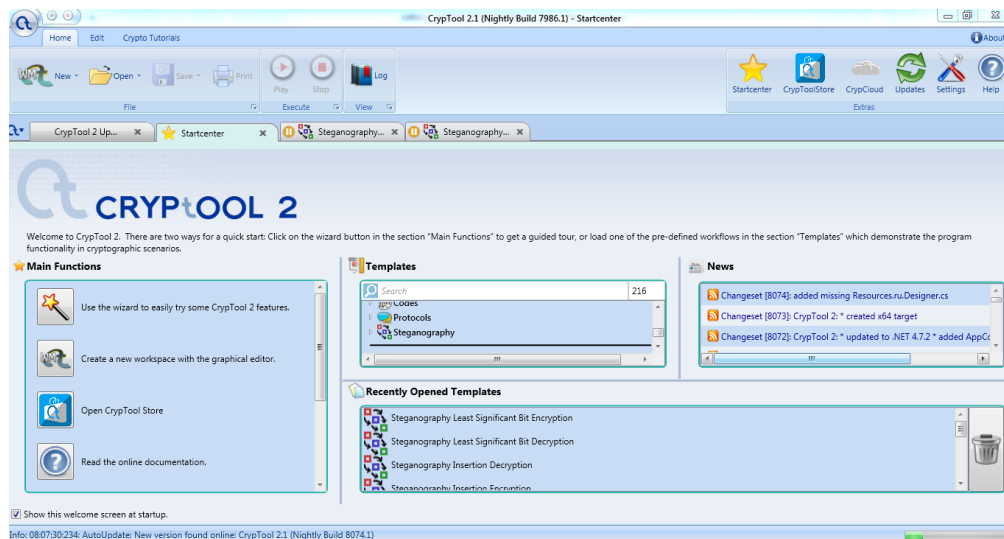 CrypTool 2.1 (Nightly Build 7986.1) - Startcenter
Home Edit Crypto Tutorials
About
New Open Save Print Play Stop Log
Startcenter CrypToolStore CrypCloud Updates Settings Help
File Execute View Extras
CrypTool 2 Up... Startcenter Steganography... Steganography...
CRYPtOOL 2
Welcome to CrypTool 2. There are two ways for a quick start: Click on the wizard button in the section "Main Functions" to get a guided tour, or load one of the pre-defined workflows in the section "Templates" which demonstrate the program
functionality in cryptographic scenarios.
Main Functions
Use the wizard to easily try some CrypTool 2 features.
Create a new workspace with the graphical editor.
Open CrypTool Store
Read the online documentation.
Templates
Search 216
Codes
Protocols
Steganography
News
Changeset [8074]: added missing Resources.ru.Designer.cs
Changeset [8073]: CrypTool 2: * created x64 target
Changeset [8072]: CrypTool 2: * updated to .NET 4.7.2 * added AppCo
Recently Opened Templates
Steganography Least Significant Bit Encryption
Steganography Least Significant Bit Decryption
Steganography Insertion Decryption
Steganography Insertion Encryption
Show this welcome screen at startup.
Info: 08:07:30:234: AutoUpdate: New version found online: CrypTool 2.1 (Nightly Build 8074.1)